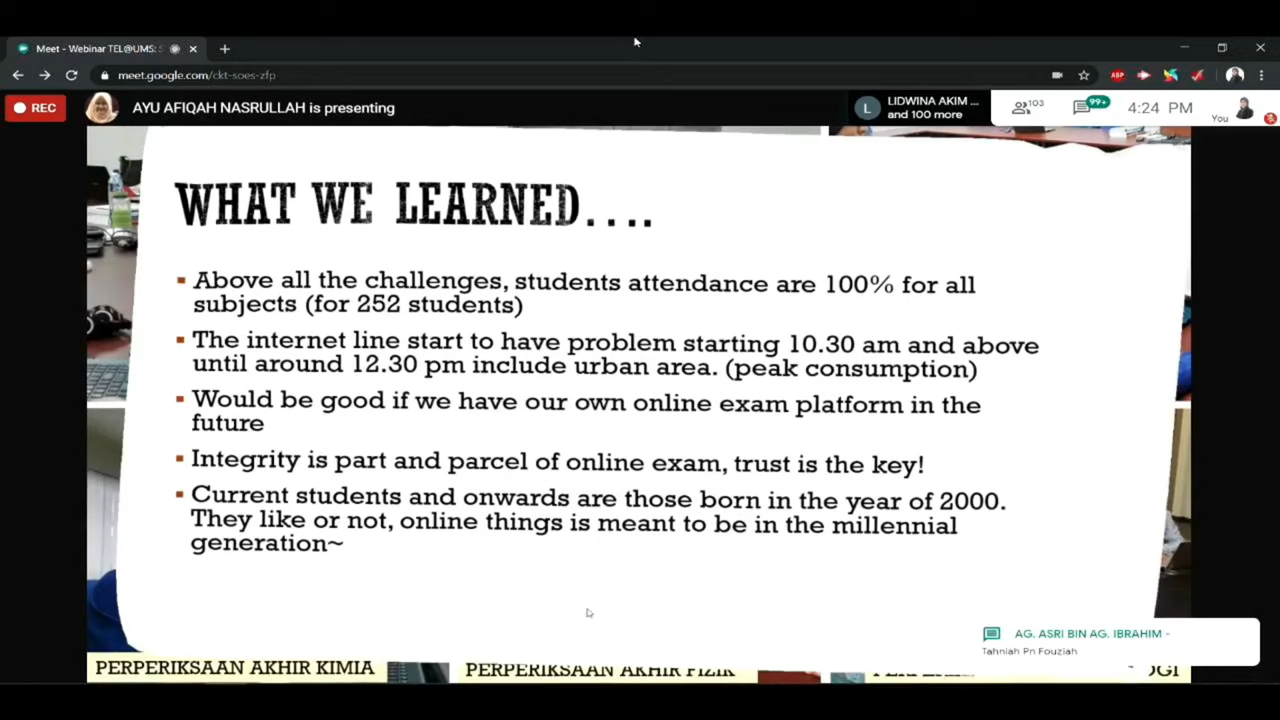 Meet - Webinar TEL@UMS:
meet.google.com/ckt-soes-zfp
ABP
REC
AYU AFIQAH NASRULLAH is presenting
L
LIDWINA AKIM ...
and 100 more
103
99+
4:24 PM
You
WHAT WE LEARNED....
Above all the challenges, students attendance are 100% for all
subjects (for 252 students)
The internet line start to have problem starting 10.30 am and above
until around 12.30 pm include urban area. (peak consumption)
Would be good if we have our own online exam platform in the
future
Integrity is part and parcel of online exam, trust is the key!
Current students and onwards are those born in the year of 2000.
They like or not, online things is meant to be in the millennial
generation~
AG. ASRI BIN AG. IBRAHIM -
Tahniah Pn Fouziah
PERPERIKSAAN AKHIR KIMIA
PERPERIKSAAN AKHIR FIZIK